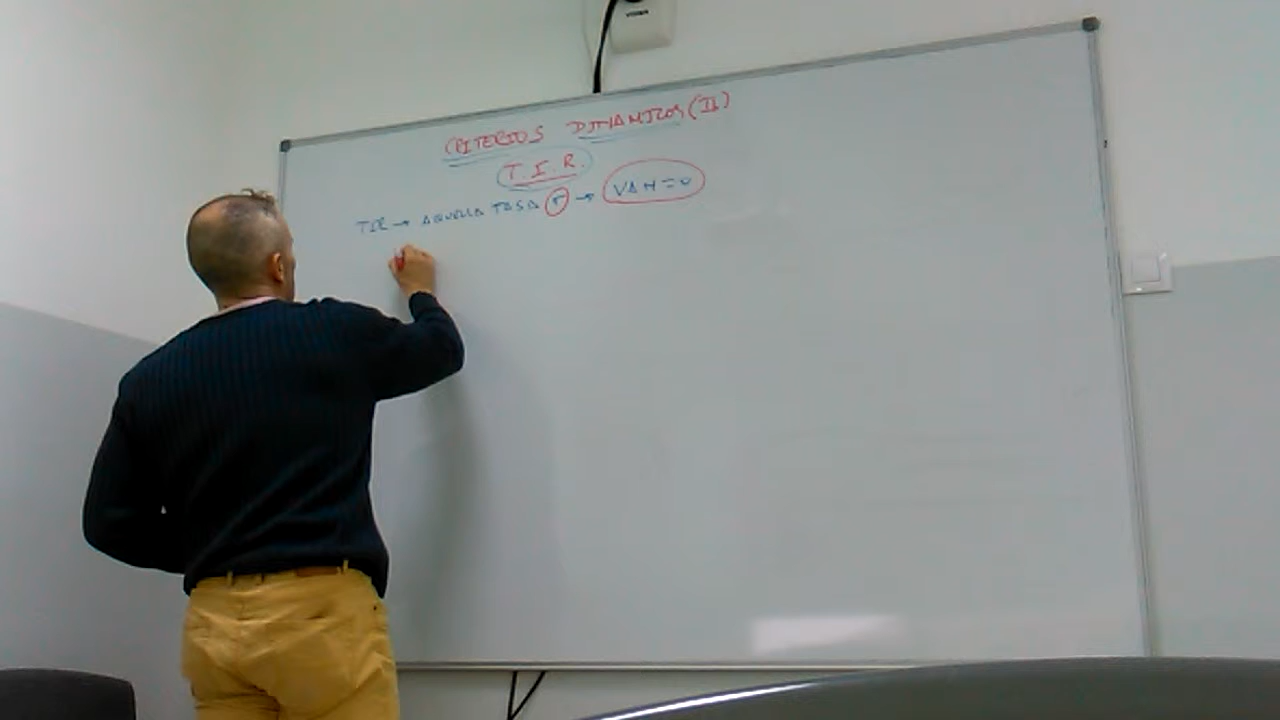 CRITERIOS DINAMICOS (II)
T.I.R.
TIR → AQUELLA TASA r → VAN = 0